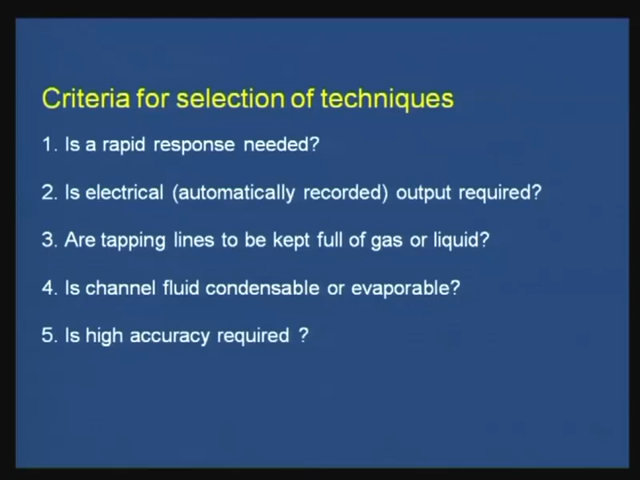 Criteria for selection of techniques
1. Is a rapid response needed?
2. Is electrical (automatically recorded) output required?
3. Are tapping lines to be kept full of gas or liquid?
4. Is channel fluid condensable or evaporable?
5. Is high accuracy required ?